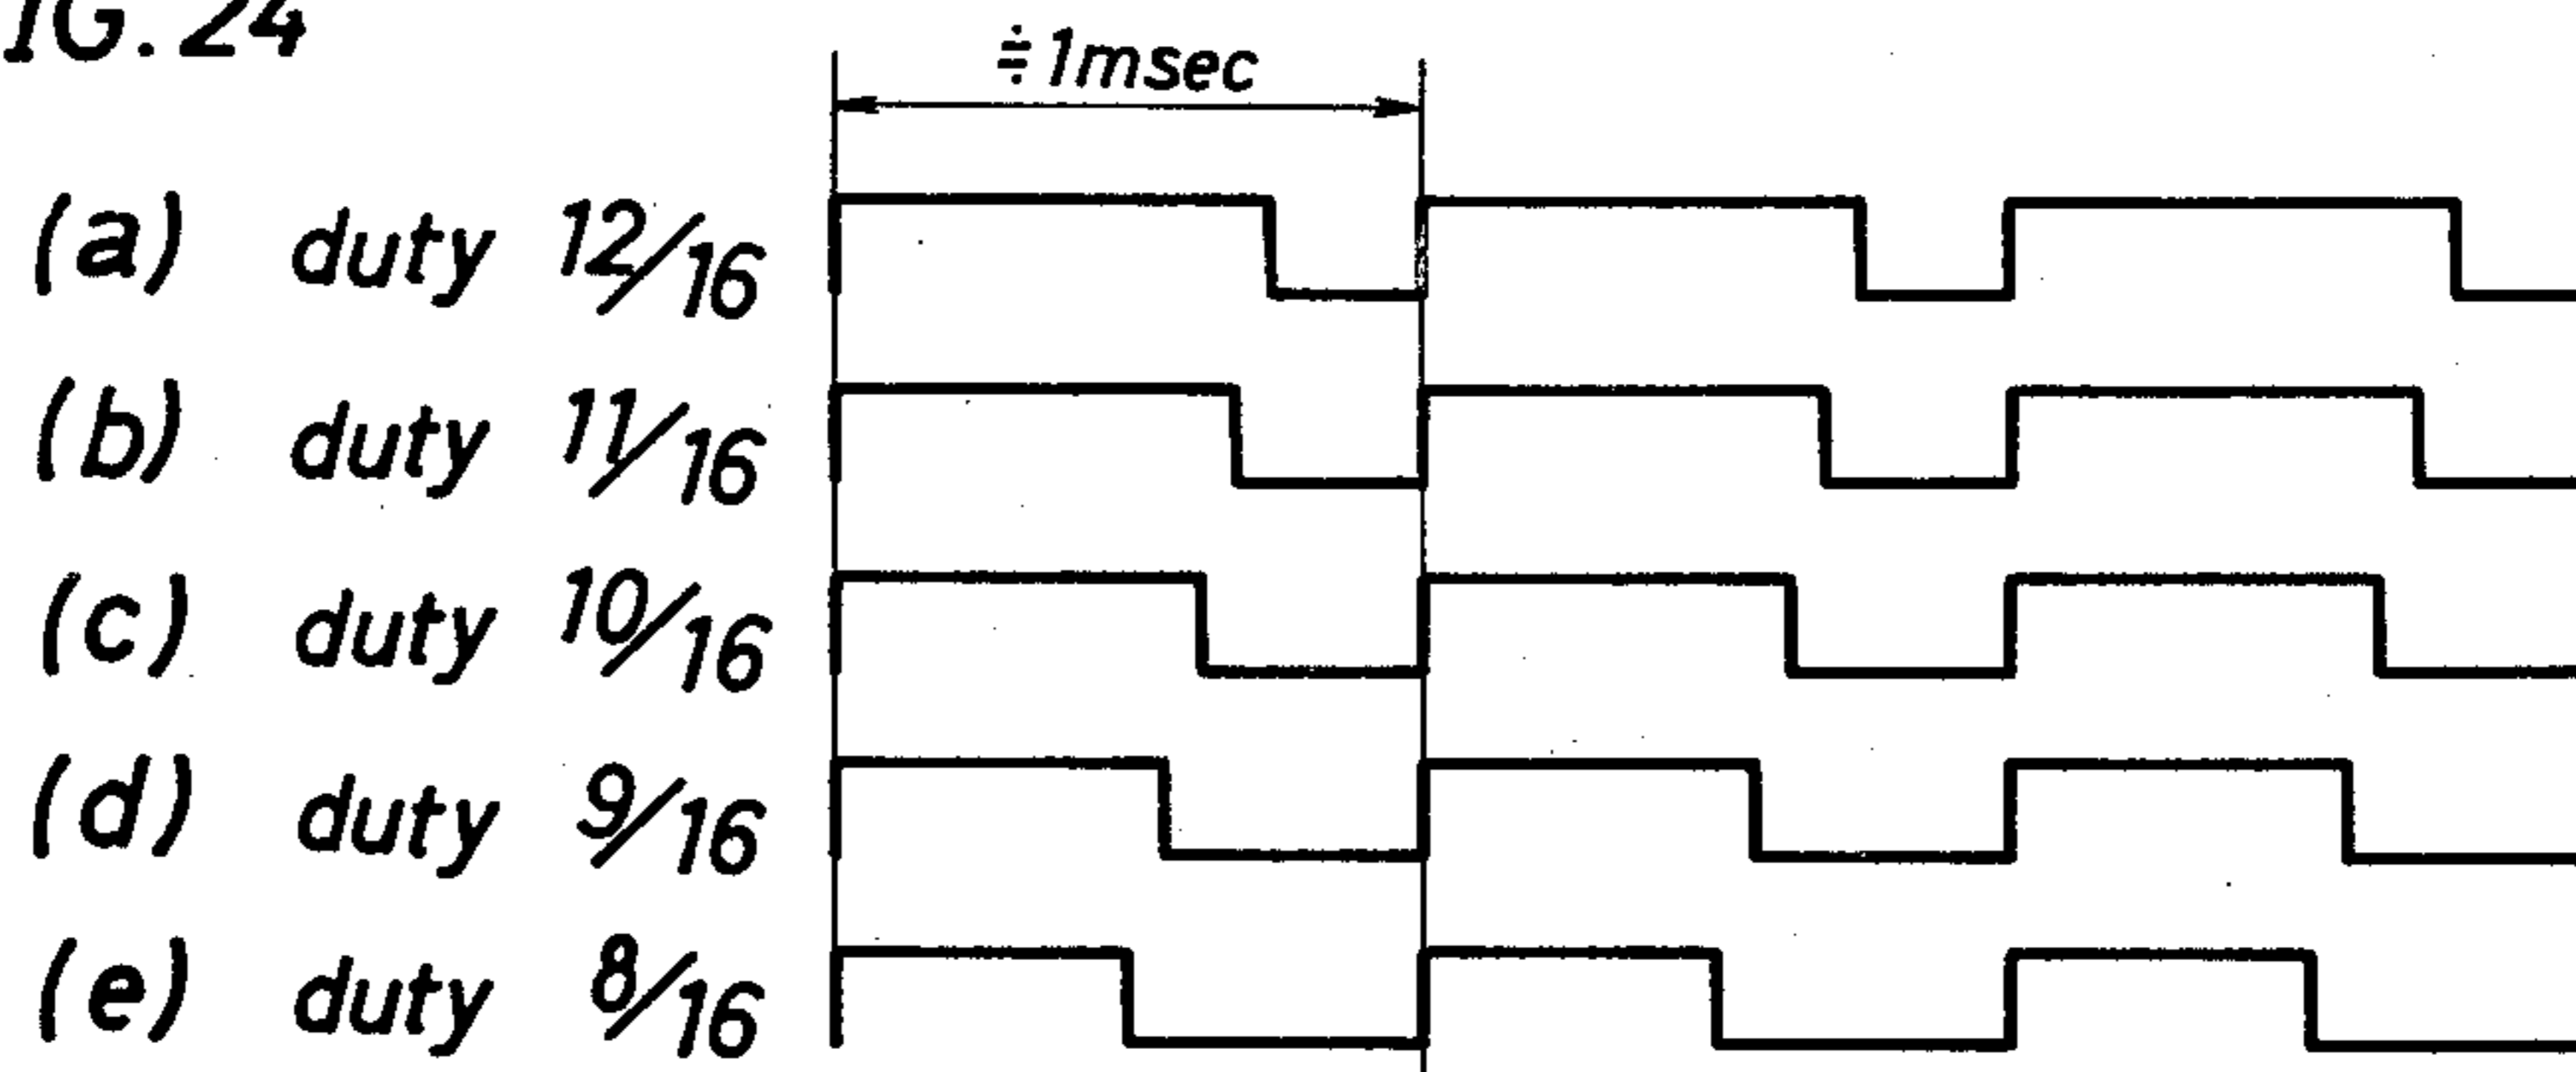 IG. 24
≑ 1msec
(a) duty 12/16
(b) duty 11/16
(c) duty 10/16
(d) duty 9/16
(e) duty 8/16